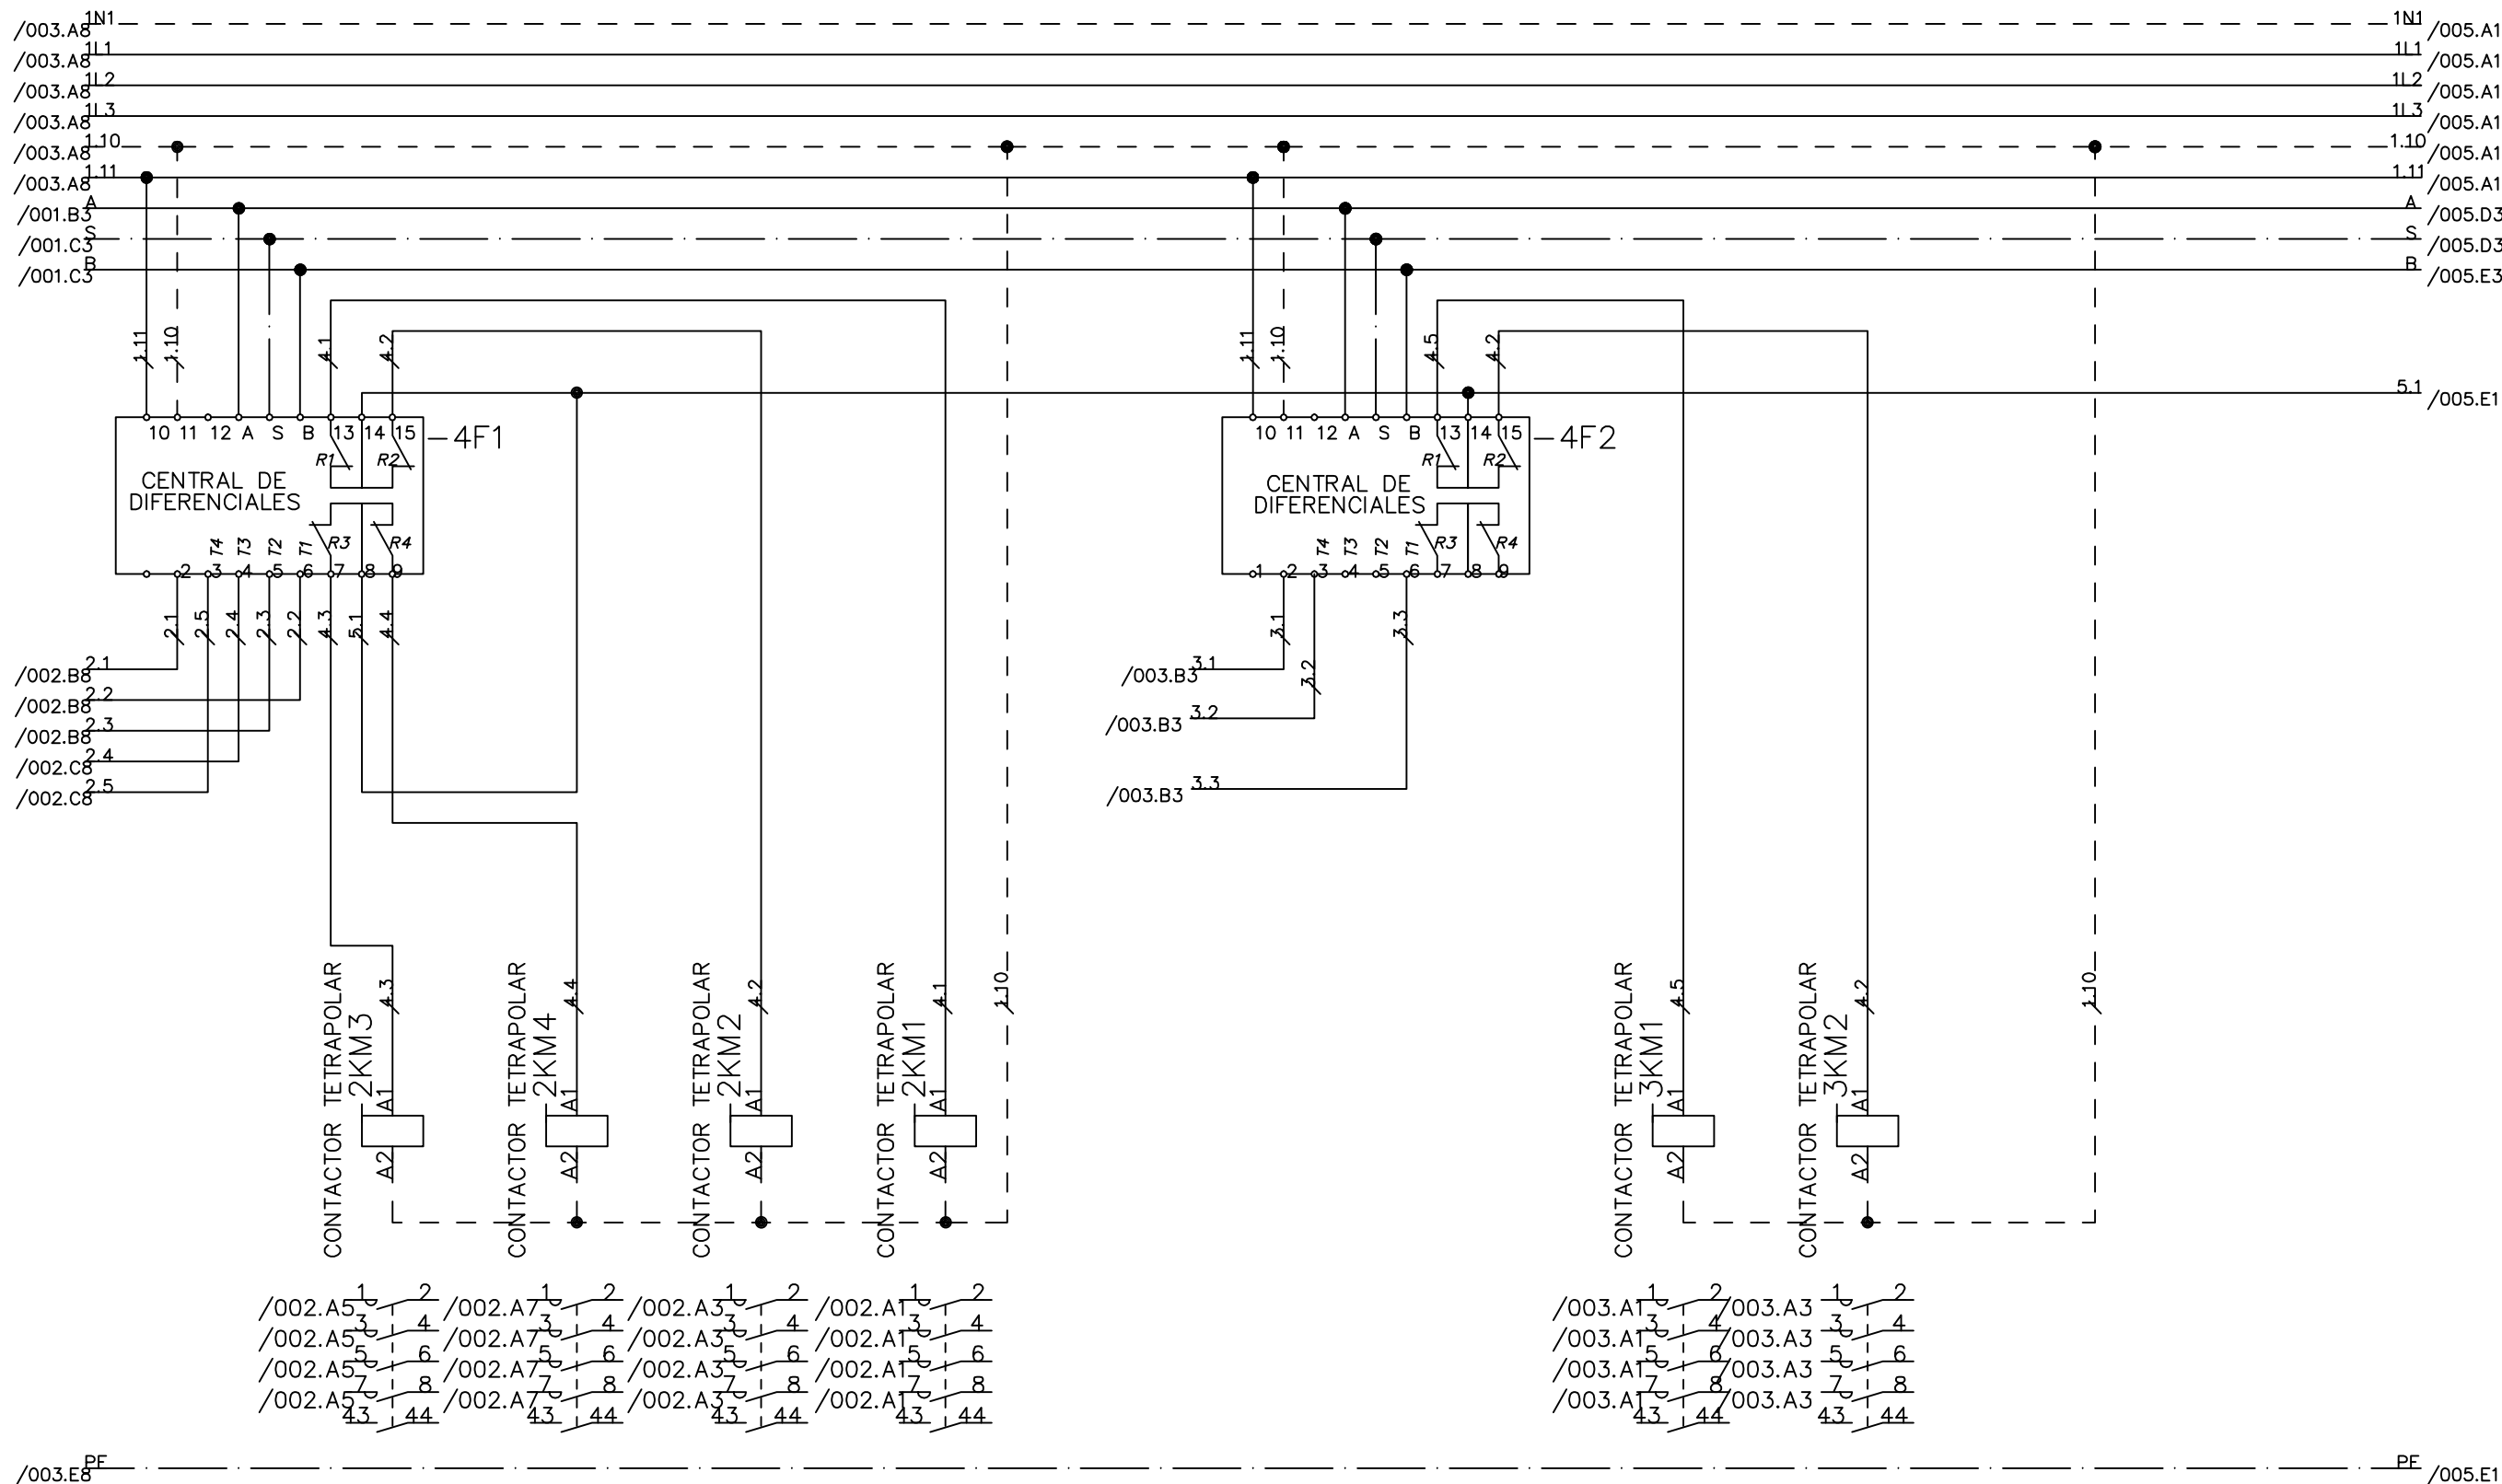 1N1 1N1
/003.A8 /005.A1
1L1 1L1
/003.A8 /005.A1
1L2 1L2
/003.A8 /005.A1
1L3 1L3
/003.A8 /005.A1
1.10 1.10
/003.A8 /005.A1
1.11 1.11
/003.A8 /005.A1
A A
/001.B3 /005.D3
S S
/001.C3 /005.D3
B B
/001.C3 /005.E3
1.11 1.10 4.1 4.2 1.11 1.10 4.5 4.2
5.1 /005.E1
10 11 12 A S B 13 14 15 -4F1
10 11 12 A S B 13 14 15 -4F2
R1 R2 R1 R2
CENTRAL DE
DIFERENCIALES
CENTRAL DE
DIFERENCIALES
T4 T3 T2 T1 R3 R4
T4 T3 T2 T1 R3 R4
2 3 4 5 6 7 8 9
1 2 3 4 5 6 7 8 9
2.1 2.5 2.4 2.3 2.2 4.3 5.1 4.4
3.1 3.2 3.3
2.1
/002.B8
2.2
/002.B8
2.3
/002.B8
2.4
/002.C8
2.5
/002.C8
3.1
/003.B3
3.2
/003.B3
3.3
/003.B3
4.3 4.4 4.2 4.1 1.10 4.5 4.2 1.10
CONTACTOR TETRAPOLAR
-2KM3
A1
A2
CONTACTOR TETRAPOLAR
-2KM4
A1
A2
CONTACTOR TETRAPOLAR
-2KM2
A1
A2
CONTACTOR TETRAPOLAR
-2KM1
A1
A2
CONTACTOR TETRAPOLAR
-3KM1
A1
A2
CONTACTOR TETRAPOLAR
-3KM2
A1
A2
/002.A5 1 2 /002.A7 1 2 /002.A3 1 2 /002.A1 1 2 /003.A1 1 2 /003.A3 1 2
/002.A5 3 4 /002.A7 3 4 /002.A3 3 4 /002.A1 3 4 /003.A1 3 4 /003.A3 3 4
/002.A5 5 6 /002.A7 5 6 /002.A3 5 6 /002.A1 5 6 /003.A1 5 6 /003.A3 5 6
/002.A5 7 8 /002.A7 7 8 /002.A3 7 8 /002.A1 7 8 /003.A1 7 8 /003.A3 7 8
43 44 43 44 43 44 43 44 43 44 43 44
PE PE
/003.E8 /005.E1